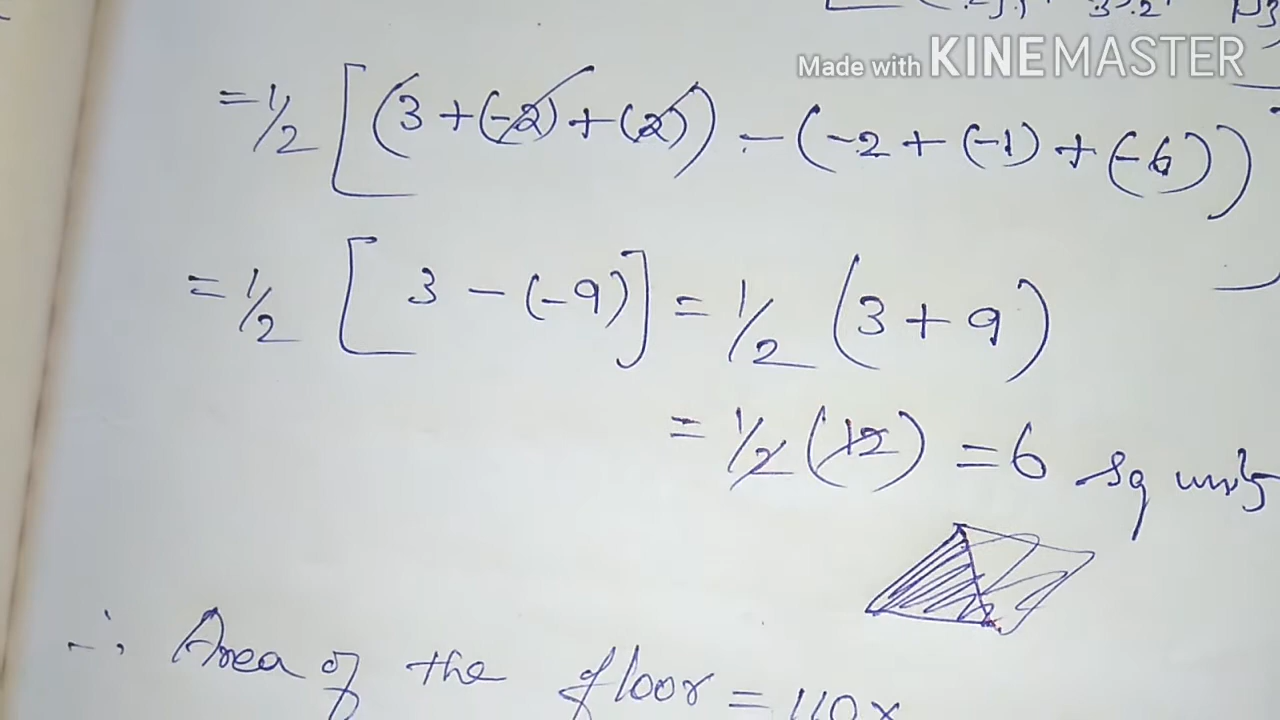 Made with KINEMASTER
= 1/2 [(3 + (-2) + (2)) - (-2 + (-1) + (-6))]
= 1/2 [3 - (-9)] = 1/2 (3 + 9)
= 1/2 (12) = 6 sq units
∴ Area of the floor = 110 x